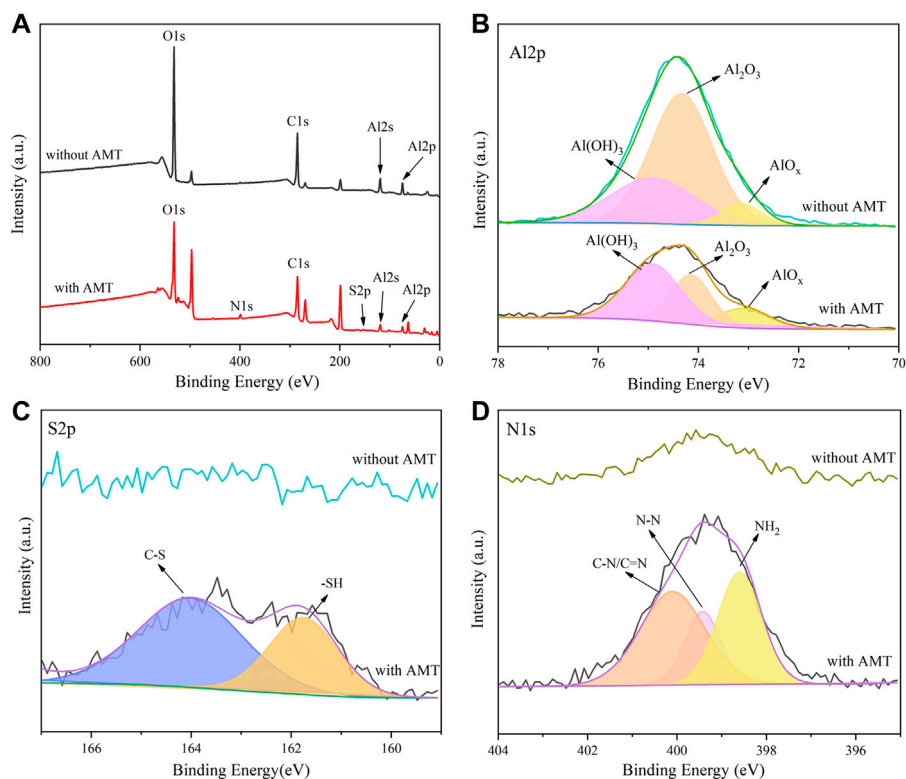 A
O1s
C1s
Al2s
Al2p
without AMT
O1s
C1s
N1s
S2p
Al2s
Al2p
with AMT
Intensity (a.u.)
800 600 400 200 0
Binding Energy (eV)
B
Al2p
Al₂O₃
Al(OH)₃
AlOₓ
without AMT
Al(OH)₃
Al₂O₃
AlOₓ
with AMT
Intensity (a.u.)
78 76 74 72 70
Binding Energy (eV)
C
S2p
without AMT
C-S
-SH
with AMT
Intensity (a.u.)
166 164 162 160
Binding Energy(eV)
D
N1s
without AMT
N-N
NH₂
C-N/C=N
with AMT
Intensity (a.u.)
404 402 400 398 396
Binding Energy(eV)